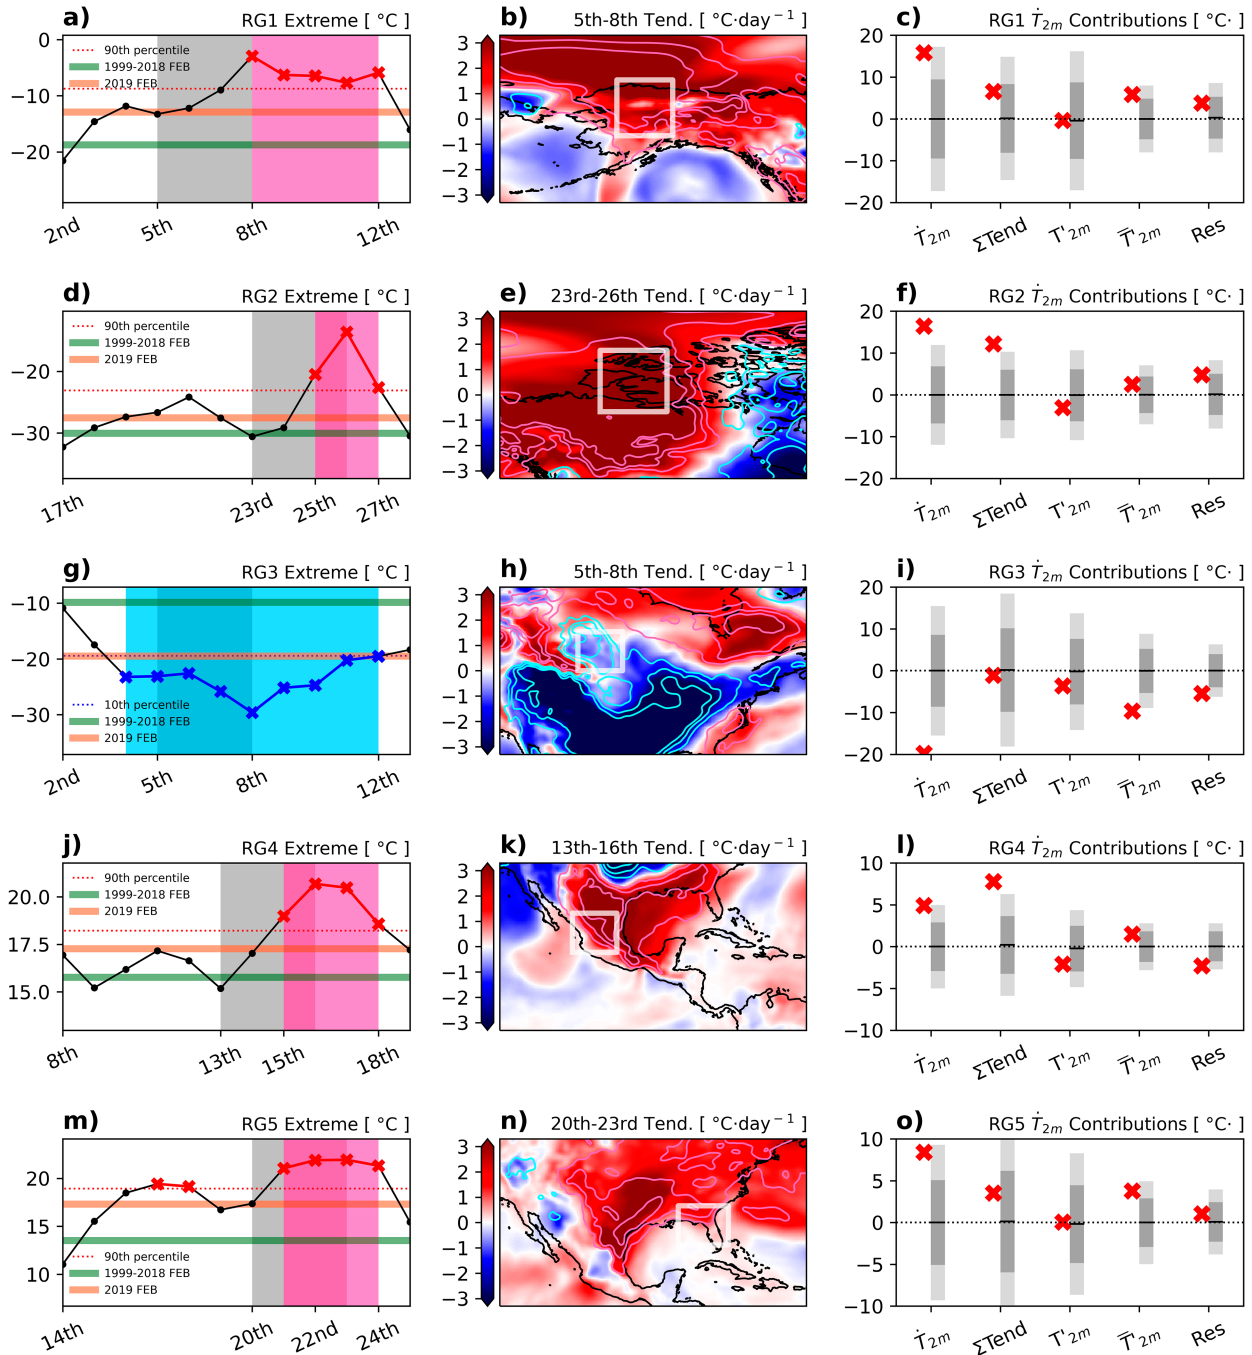 a) RG1 Extreme [ °C ]
0
−10
−20
90th percentile
1999-2018 FEB
2019 FEB
2nd 5th 8th 12th
b) 5th-8th Tend. [ °C·day⁻¹ ]
3
2
1
0
−1
−2
−3
c) RG1 Ṫ₂ₘ Contributions [ °C· ]
20
10
0
−10
−20
Ṫ₂ₘ ΣTend T'₂ₘ T̅'₂ₘ Res
d) RG2 Extreme [ °C ]
−20
−30
90th percentile
1999-2018 FEB
2019 FEB
17th 23rd 25th 27th
e) 23rd-26th Tend. [ °C·day⁻¹ ]
3
2
1
0
−1
−2
−3
f) RG2 Ṫ₂ₘ Contributions [ °C· ]
20
10
0
−10
−20
Ṫ₂ₘ ΣTend T'₂ₘ T̅'₂ₘ Res
g) RG3 Extreme [ °C ]
−10
−20
−30
10th percentile
1999-2018 FEB
2019 FEB
2nd 5th 8th 12th
h) 5th-8th Tend. [ °C·day⁻¹ ]
3
2
1
0
−1
−2
−3
i) RG3 Ṫ₂ₘ Contributions [ °C· ]
20
10
0
−10
−20
Ṫ₂ₘ ΣTend T'₂ₘ T̅'₂ₘ Res
j) RG4 Extreme [ °C ]
20.0
17.5
15.0
90th percentile
1999-2018 FEB
2019 FEB
8th 13th 15th 18th
k) 13th-16th Tend. [ °C·day⁻¹ ]
3
2
1
0
−1
−2
−3
l) RG4 Ṫ₂ₘ Contributions [ °C· ]
10
5
0
−5
−10
Ṫ₂ₘ ΣTend T'₂ₘ T̅'₂ₘ Res
m) RG5 Extreme [ °C ]
20
15
10
90th percentile
1999-2018 FEB
2019 FEB
14th 20th 22nd 24th
n) 20th-23rd Tend. [ °C·day⁻¹ ]
3
2
1
0
−1
−2
−3
o) RG5 Ṫ₂ₘ Contributions [ °C· ]
10
5
0
−5
−10
Ṫ₂ₘ ΣTend T'₂ₘ T̅'₂ₘ Res